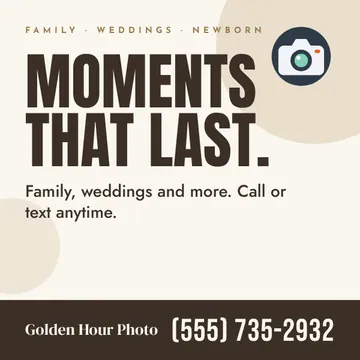 FAMILY · WEDDINGS · NEWBORN
MOMENTS
THAT LAST.
Family, weddings and more. Call or
text anytime.
Golden Hour Photo (555) 735-2932